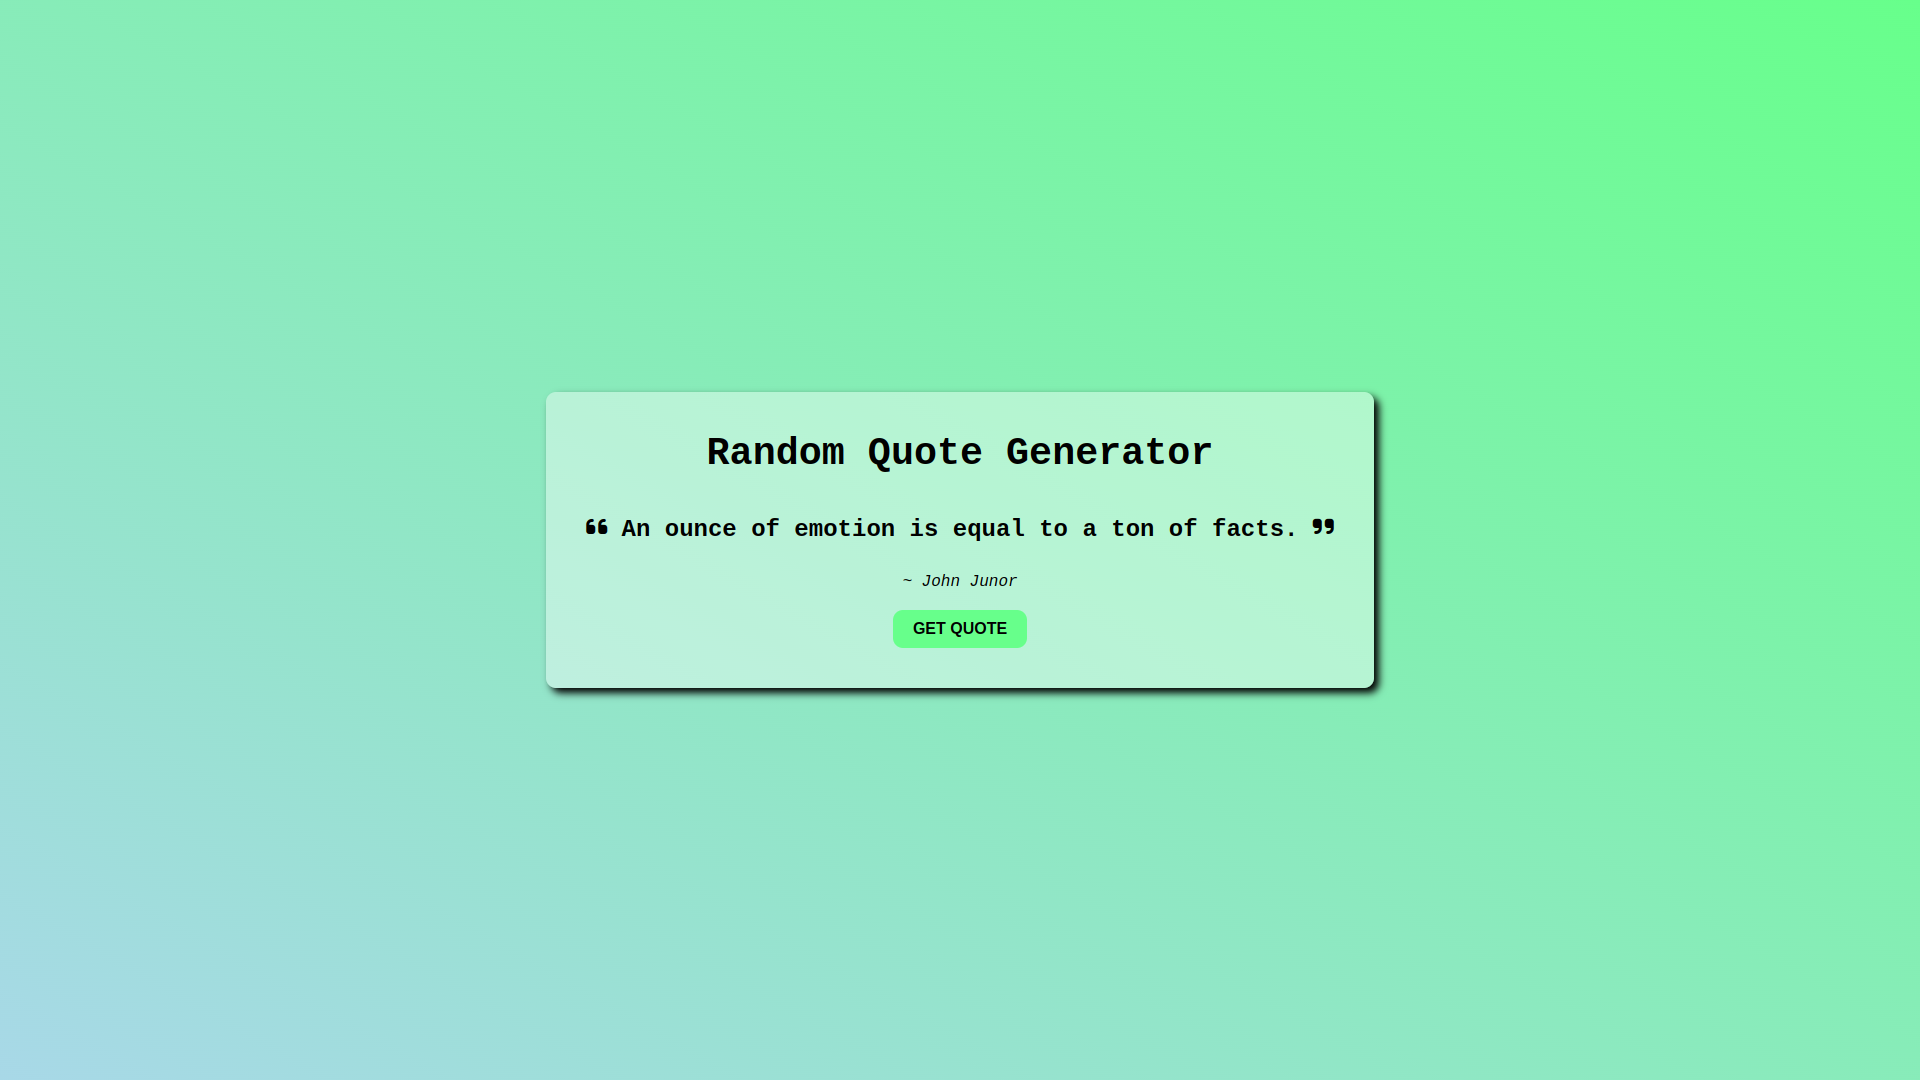 Random Quote Generator
❝ An ounce of emotion is equal to a ton of facts. ❞
~ John Junor
GET QUOTE